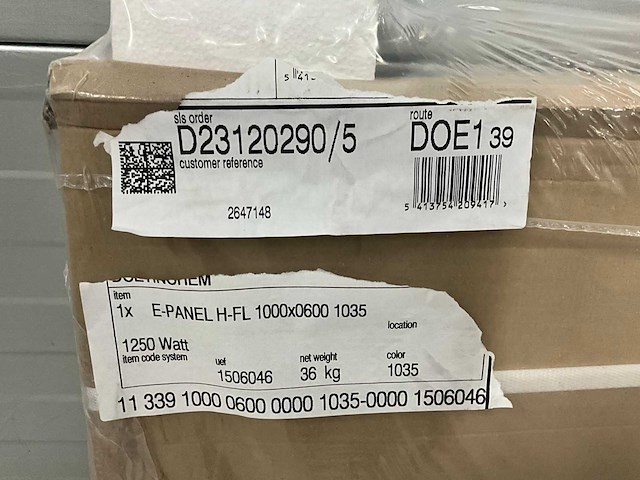 5 41
sls order
D23120290/5
route
DOE1 39
customer reference
2647148
5 413754 209417 >
item
1x E-PANEL H-FL 1000x0600 1035
location
1250 Watt
item code system
uef
1506046
net weight
36 kg
color
1035
11 339 1000 0600 0000 1035-0000 1506046